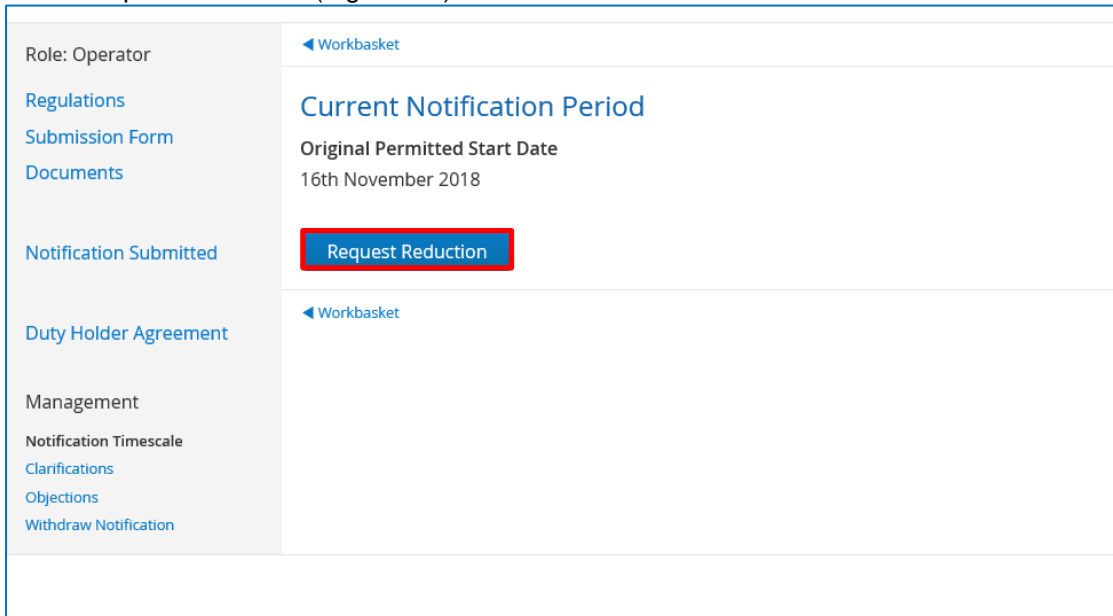 Role: Operator
Regulations
Submission Form
Documents
Notification Submitted
Duty Holder Agreement
Management
Notification Timescale
Clarifications
Objections
Withdraw Notification
Workbasket
Current Notification Period
Original Permitted Start Date
16th November 2018
Request Reduction
Workbasket